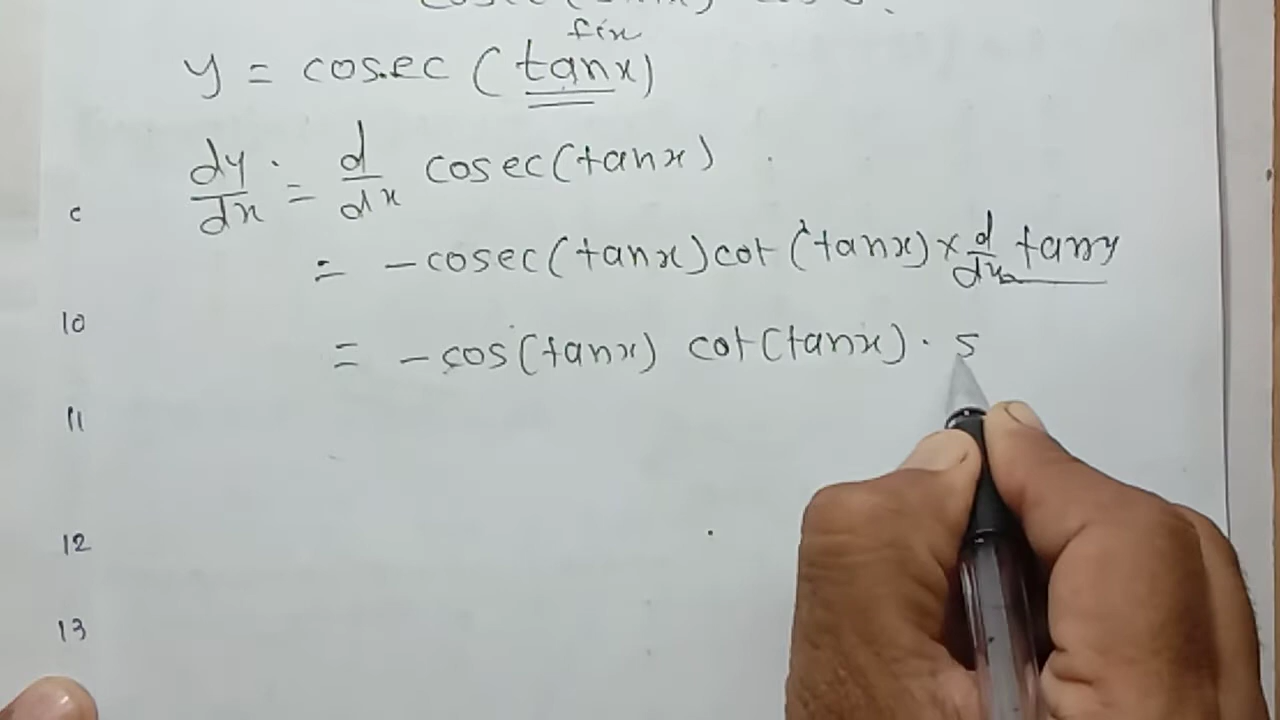 fix
y = cosec (tanx)
dy/dx = d/dx cosec(tanx)
c
= -cosec(tanx)cot (tanx) x d/dx tanx
10
= -cos(tanx) cot(tanx) . s
11
12
13